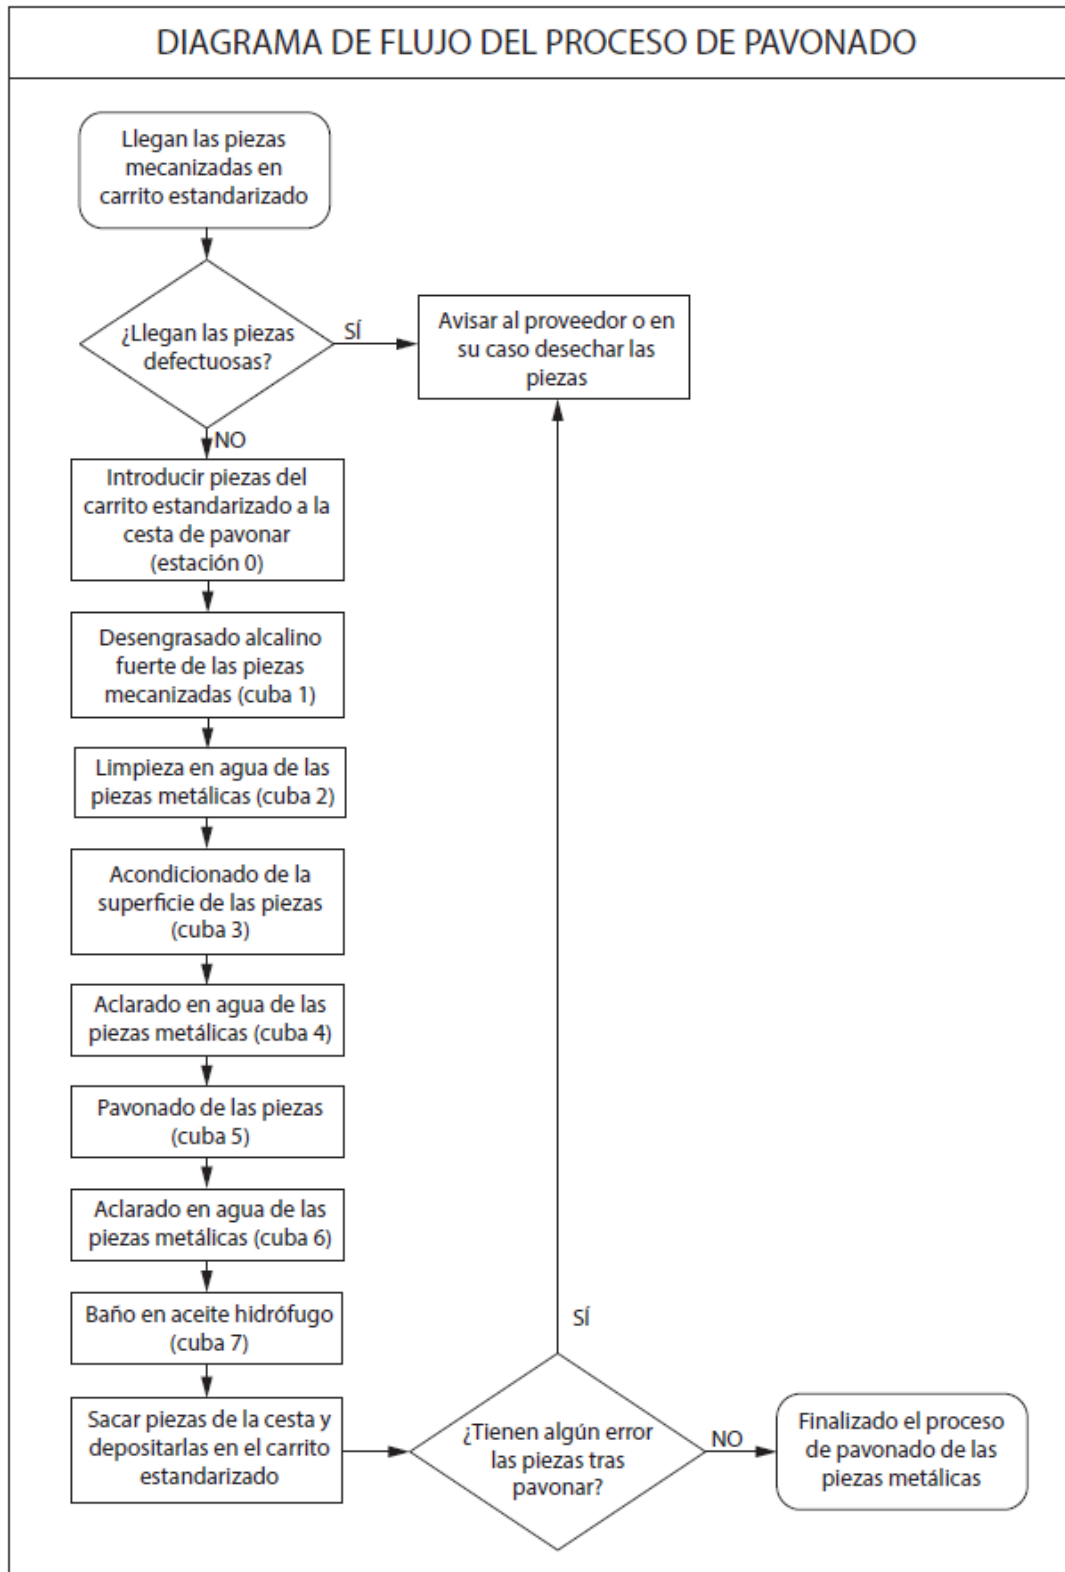 DIAGRAMA DE FLUJO DEL PROCESO DE PAVONADO
Llegan las piezas
mecanizadas en
carrito estandarizado
¿Llegan las piezas
defectuosas?
SÍ
Avisar al proveedor o en
su caso desechar las
piezas
NO
Introducir piezas del
carrito estandarizado a la
cesta de pavonar
(estación 0)
Desengrasado alcalino
fuerte de las piezas
mecanizadas (cuba 1)
Limpieza en agua de las
piezas metálicas (cuba 2)
Acondicionado de la
superficie de las piezas
(cuba 3)
Aclarado en agua de las
piezas metálicas (cuba 4)
Pavonado de las piezas
(cuba 5)
Aclarado en agua de las
piezas metálicas (cuba 6)
Baño en aceite hidrófugo
(cuba 7)
Sacar piezas de la cesta y
depositarlas en el carrito
estandarizado
¿Tienen algún error
las piezas tras
pavonar?
SÍ
NO
Finalizado el proceso
de pavonado de las
piezas metálicas